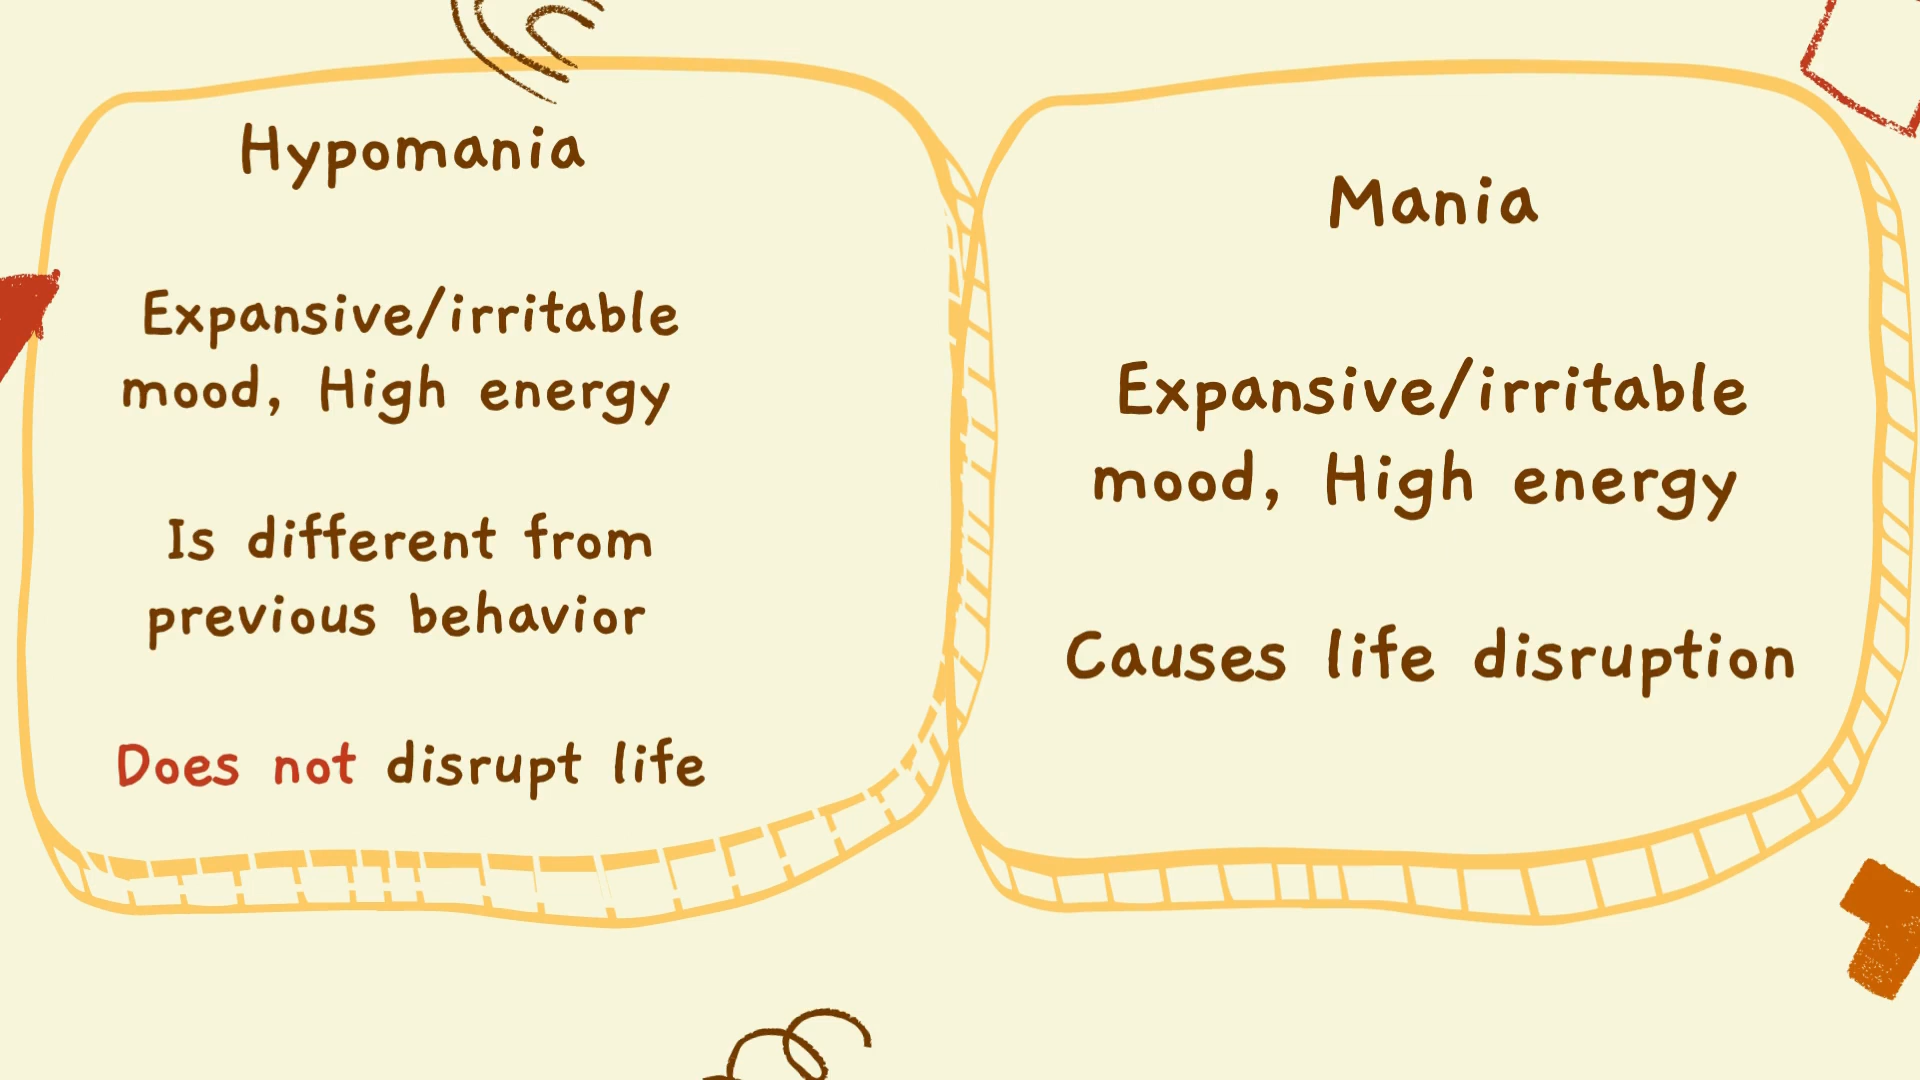 Hypomania
Expansive/irritable
mood, High energy
Is different from
previous behavior
Does not disrupt life
Mania
Expansive/irritable
mood, High energy
Causes life disruption